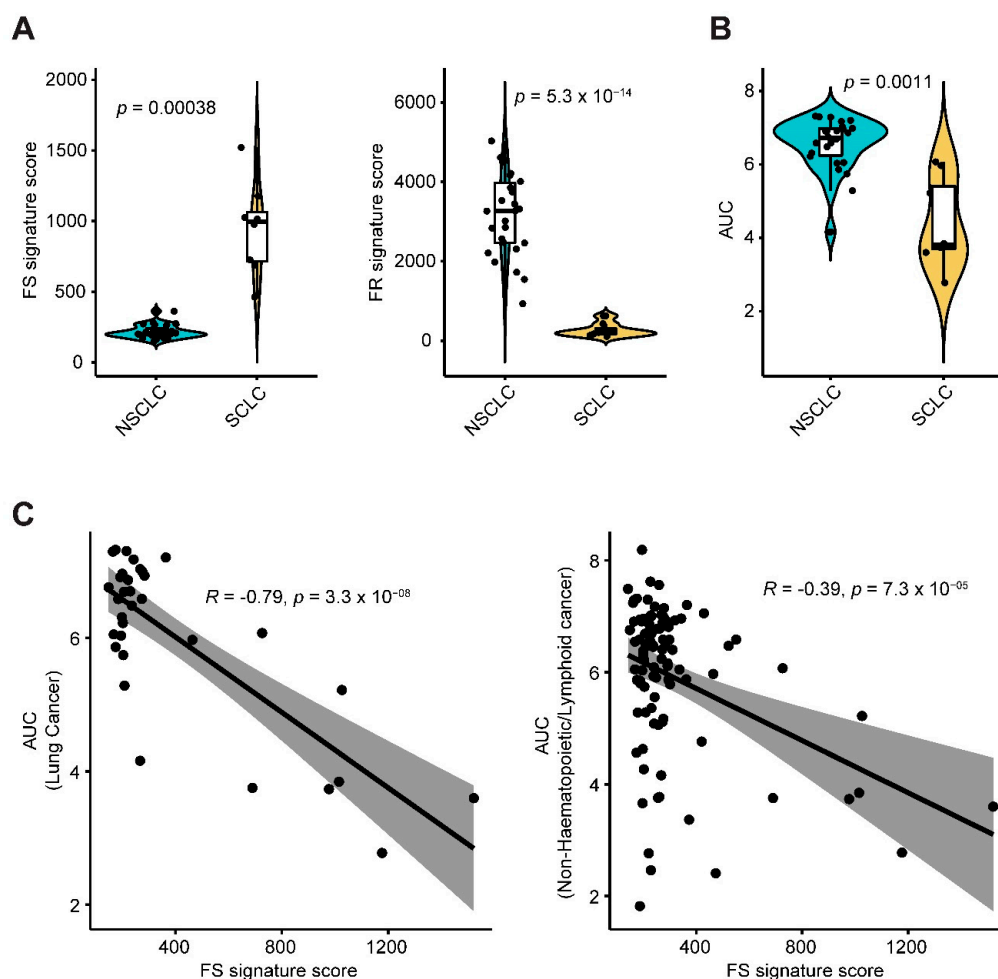 A
B
FS signature score
2000
1500
1000
500
0
p = 0.00038
NSCLC
SCLC
FR signature score
6000
4000
2000
0
p = 5.3 x 10⁻¹⁴
NSCLC
SCLC
AUC
8
6
4
2
p = 0.0011
NSCLC
SCLC
C
AUC
(Lung Cancer)
6
4
2
R = -0.79, p = 3.3 x 10⁻⁰⁸
400
800
1200
FS signature score
AUC
(Non-Haematopoietic/Lymphoid cancer)
8
6
4
2
R = -0.39, p = 7.3 x 10⁻⁰⁵
400
800
1200
FS signature score